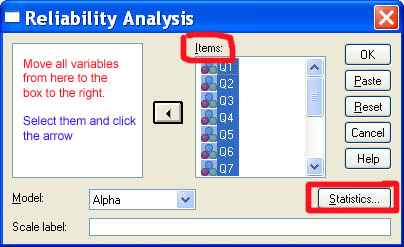 Reliability Analysis
Move all variables
from here to the
box to the right.
Select them and click
the arrow
Items:
Q1
Q2
Q3
Q4
Q5
Q6
Q7
OK
Paste
Reset
Cancel
Help
Model:
Alpha
Statistics...
Scale label: